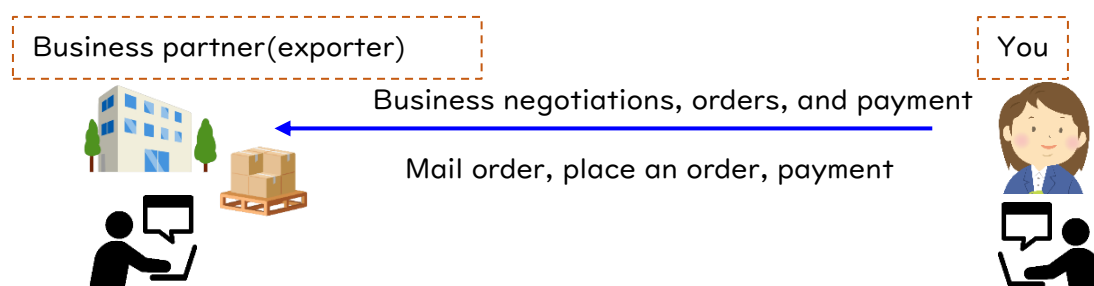 Business partner(exporter)
You
Business negotiations, orders, and payment
Mail order, place an order, payment